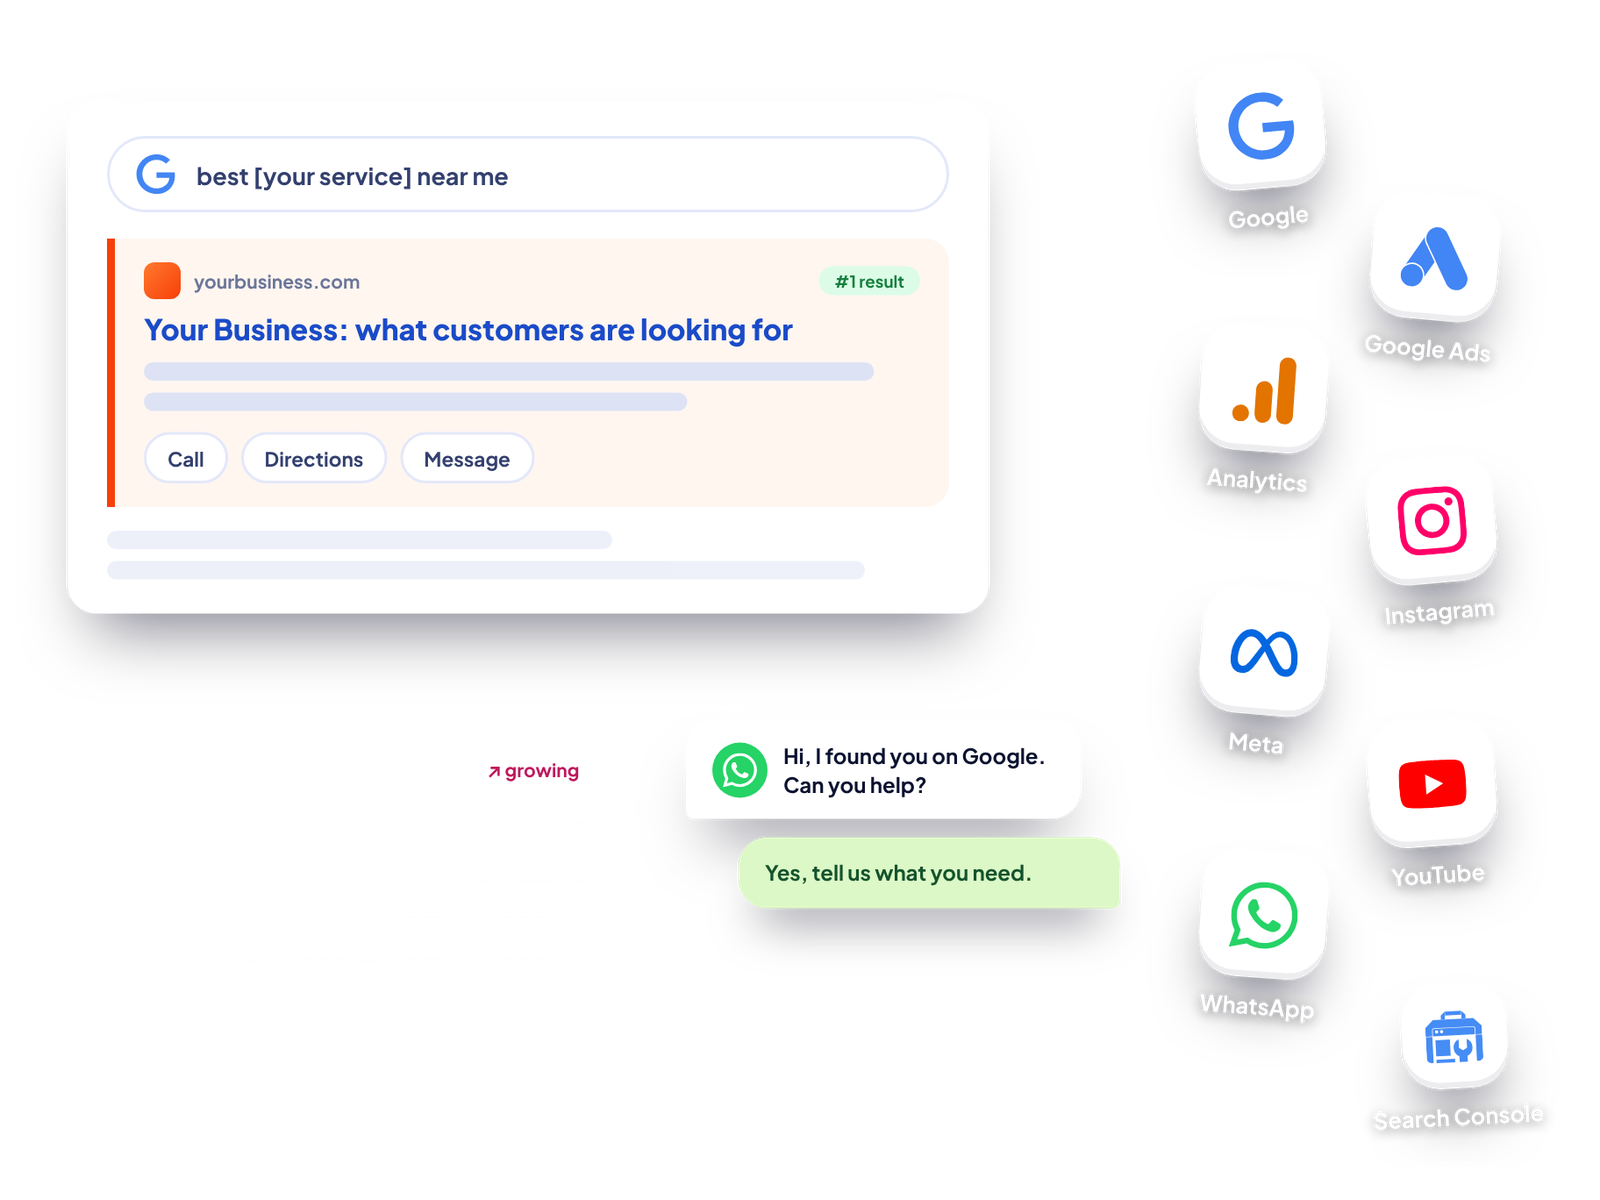 best [your service] near me
yourbusiness.com
#1 result
Your Business: what customers are looking for
Call
Directions
Message
↗ growing
Hi, I found you on Google.
Can you help?
Yes, tell us what you need.
Google
Google Ads
Analytics
Instagram
Meta
YouTube
WhatsApp
Search Console